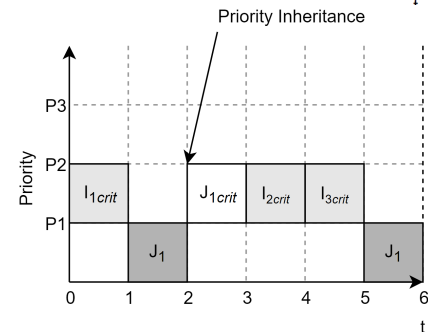 Priority Inheritance
Priority
P3
P2
P1
I1crit
J1crit
I2crit
I3crit
J1
J1
0 1 2 3 4 5 6
t